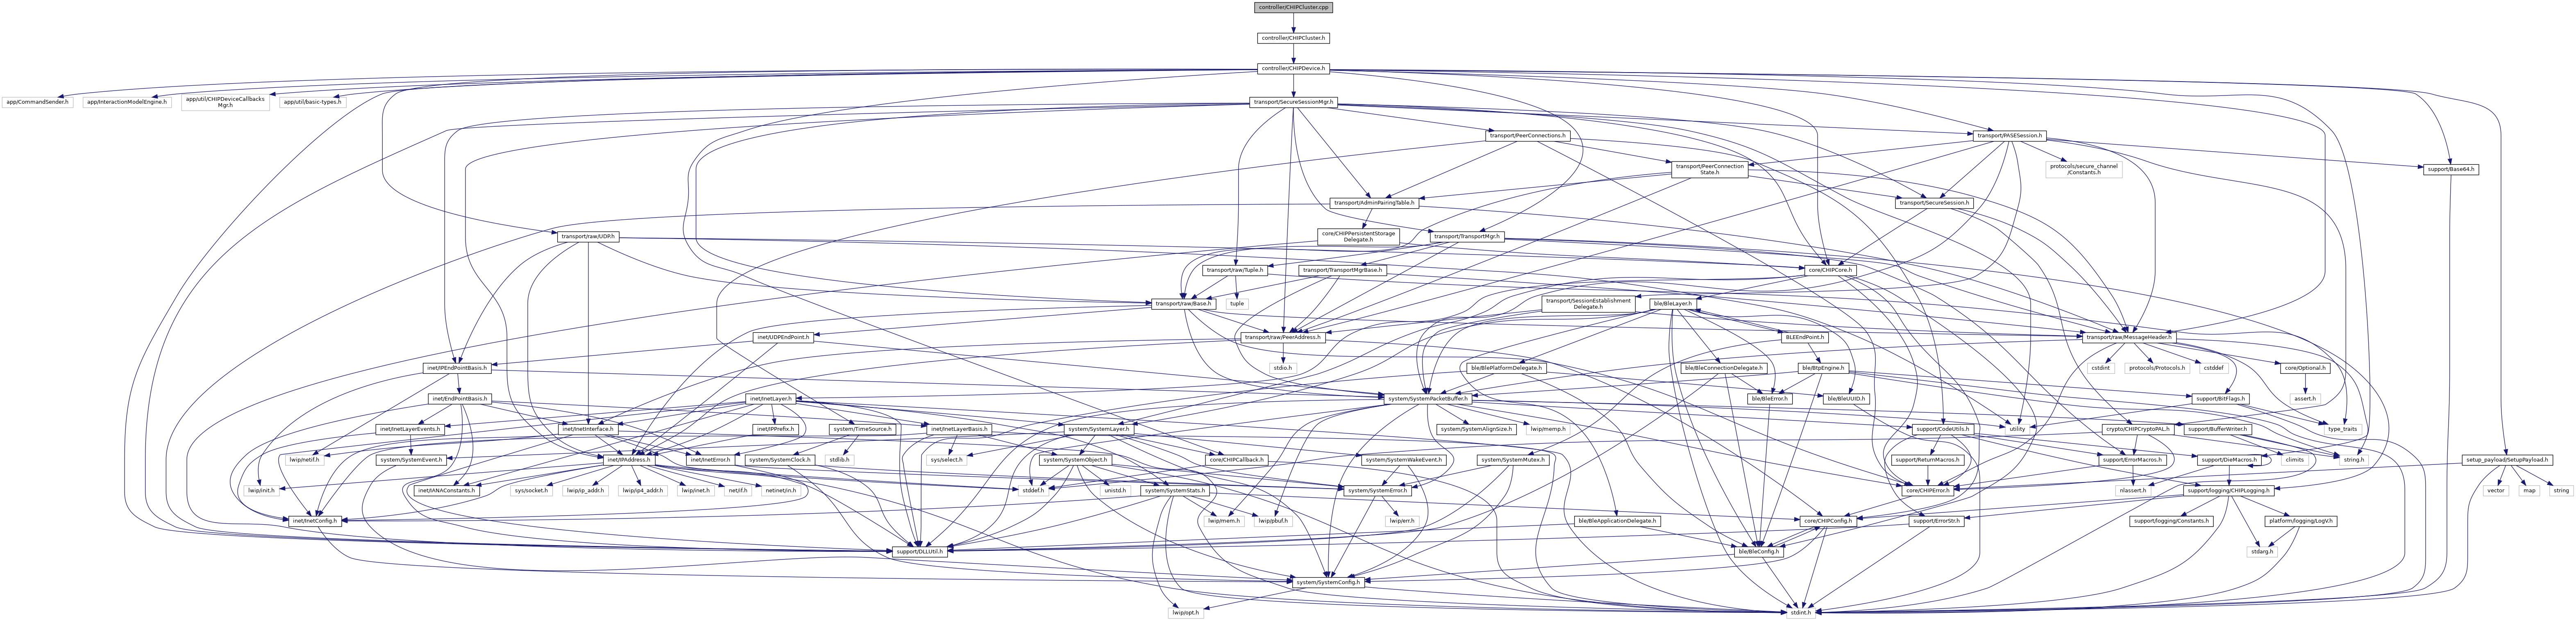 controller/CHIPCluster.cpp
controller/CHIPCluster.h
controller/CHIPDevice.h
app/CommandSender.h
app/InteractionModelEngine.h
app/util/CHIPDeviceCallbacks
Mgr.h
app/util/basic-types.h
transport/SecureSessionMgr.h
transport/PeerConnections.h
transport/PASESession.h
transport/PeerConnection
State.h
protocols/secure_channel
/Constants.h
support/Base64.h
transport/AdminPairingTable.h
transport/SecureSession.h
transport/raw/UDP.h
core/CHIPPersistentStorage
Delegate.h
transport/TransportMgr.h
transport/raw/Tuple.h
transport/TransportMgrBase.h
core/CHIPCore.h
transport/raw/Base.h
tuple
transport/SessionEstablishment
Delegate.h
ble/BleLayer.h
inet/UDPEndPoint.h
transport/raw/PeerAddress.h
BLEEndPoint.h
transport/raw/MessageHeader.h
inet/IPEndPointBasis.h
stdio.h
ble/BlePlatformDelegate.h
ble/BleConnectionDelegate.h
ble/BtpEngine.h
cstdint
protocols/Protocols.h
cstddef
core/Optional.h
inet/EndPointBasis.h
inet/InetLayer.h
system/SystemPacketBuffer.h
ble/BleError.h
ble/BleUUID.h
support/BitFlags.h
assert.h
inet/InetLayerEvents.h
inet/InetInterface.h
inet/IPPrefix.h
system/TimeSource.h
inet/InetLayerBasis.h
system/SystemLayer.h
system/SystemAlignSize.h
lwip/memp.h
support/CodeUtils.h
utility
crypto/CHIPCryptoPAL.h
support/BufferWriter.h
type_traits
lwip/netif.h
system/SystemEvent.h
inet/IPAddress.h
inet/InetError.h
system/SystemClock.h
stdlib.h
sys/select.h
system/SystemObject.h
core/CHIPCallback.h
system/SystemWakeEvent.h
system/SystemMutex.h
support/ReturnMacros.h
support/ErrorMacros.h
support/DieMacros.h
climits
string.h
setup_payload/SetupPayload.h
lwip/init.h
inet/IANAConstants.h
sys/socket.h
lwip/ip_addr.h
lwip/ip4_addr.h
lwip/inet.h
net/if.h
netinet/in.h
stddef.h
unistd.h
system/SystemStats.h
system/SystemError.h
core/CHIPError.h
nlassert.h
support/logging/CHIPLogging.h
vector
map
string
inet/InetConfig.h
lwip/mem.h
lwip/pbuf.h
lwip/err.h
ble/BleApplicationDelegate.h
core/CHIPConfig.h
support/ErrorStr.h
support/logging/Constants.h
platform/logging/LogV.h
support/DLLUtil.h
ble/BleConfig.h
stdarg.h
system/SystemConfig.h
lwip/opt.h
stdint.h